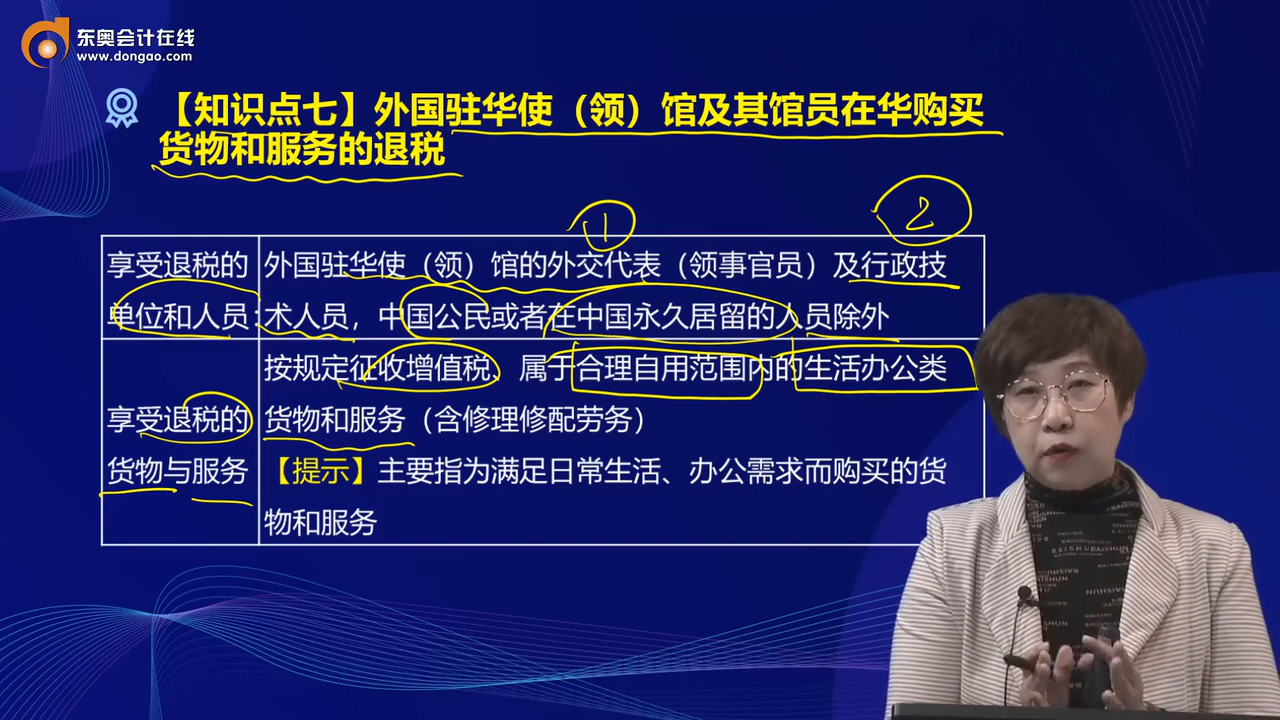 东奥会计在线
www.dongao.com
【知识点七】外国驻华使（领）馆及其馆员在华购买
货物和服务的退税
① ②
享受退税的
单位和人员
外国驻华使（领）馆的外交代表（领事官员）及行政技
术人员，中国公民或者在中国永久居留的人员除外
享受退税的
货物与服务
按规定征收增值税、属于合理自用范围内的生活办公类
货物和服务（含修理修配劳务）
【提示】主要指为满足日常生活、办公需求而购买的货
物和服务